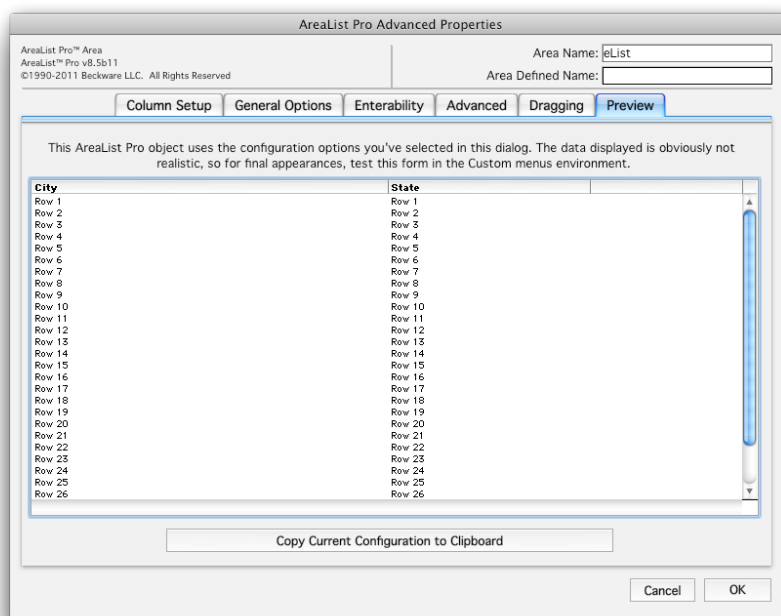 AreaList Pro Advanced Properties
AreaList Pro™ Area
AreaList™ Pro v8.5b11
©1990-2011 Beckware LLC.  All Rights Reserved
Area Name: eList
Area Defined Name:
Column Setup General Options Enterability Advanced Dragging Preview
This AreaList Pro object uses the configuration options you've selected in this dialog. The data displayed is obviously not
realistic, so for final appearances, test this form in the Custom menus environment.
City State
Row 1 Row 1
Row 2 Row 2
Row 3 Row 3
Row 4 Row 4
Row 5 Row 5
Row 6 Row 6
Row 7 Row 7
Row 8 Row 8
Row 9 Row 9
Row 10 Row 10
Row 11 Row 11
Row 12 Row 12
Row 13 Row 13
Row 14 Row 14
Row 15 Row 15
Row 16 Row 16
Row 17 Row 17
Row 18 Row 18
Row 19 Row 19
Row 20 Row 20
Row 21 Row 21
Row 22 Row 22
Row 23 Row 23
Row 24 Row 24
Row 25 Row 25
Row 26 Row 26
Copy Current Configuration to Clipboard
Cancel OK